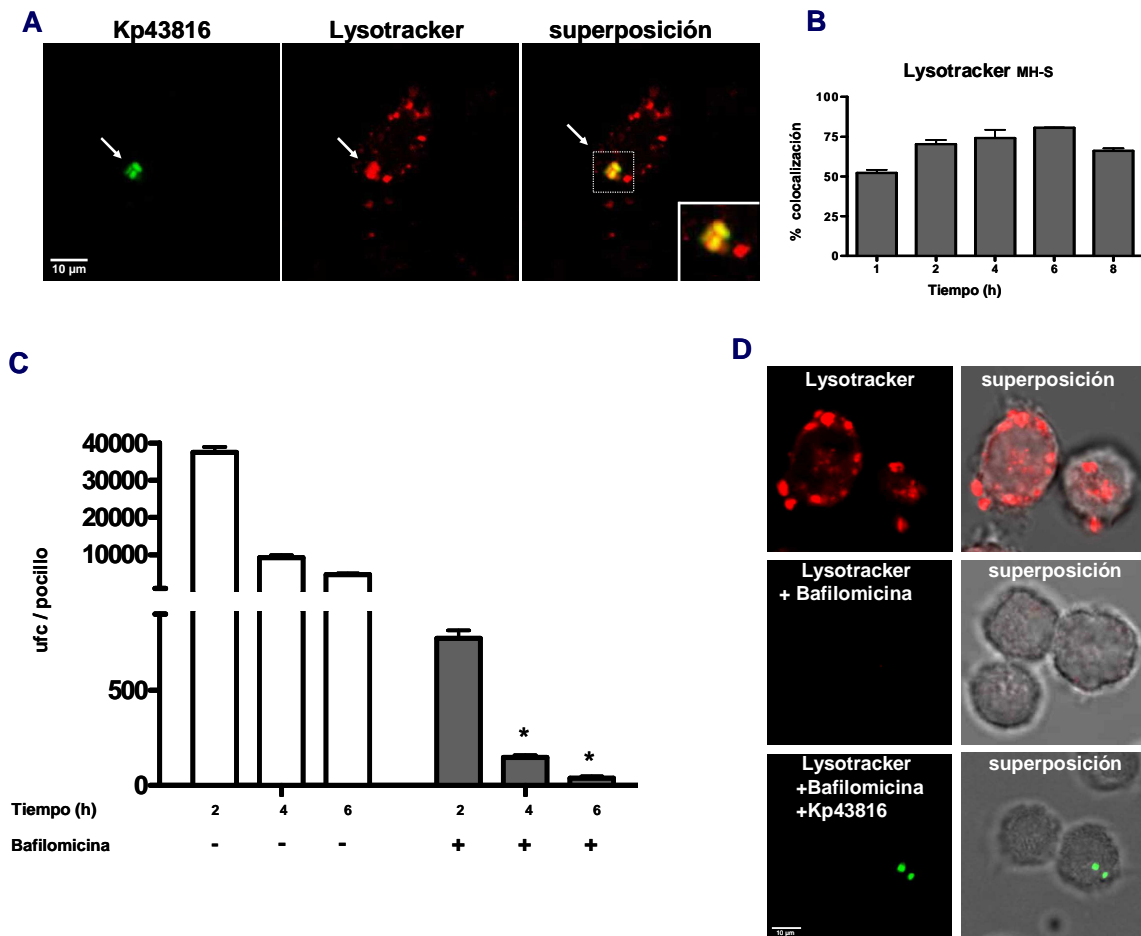 A
Kp43816
Lysotracker
superposición
10 µm
B
Lysotracker MH-S
% colocalización
100
75
50
25
0
1 2 4 6 8
Tiempo (h)
C
ufc / pocillo
40000
30000
20000
10000
500
0
*
*
Tiempo (h) 2 4 6 2 4 6
Bafilomicina - - - + + +
D
Lysotracker
superposición
Lysotracker
+ Bafilomicina
superposición
Lysotracker
+Bafilomicina
+Kp43816
superposición
10 µm